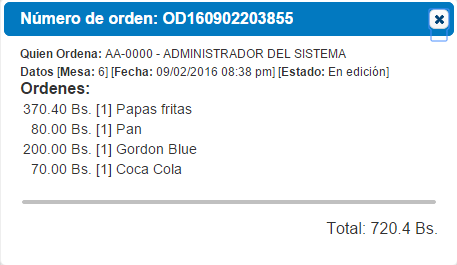 Número de orden: OD160902203855
Quien Ordena: AA-0000 - ADMINISTRADOR DEL SISTEMA
Datos [Mesa: 6] [Fecha: 09/02/2016 08:38 pm] [Estado: En edición]
Ordenes:
370.40 Bs. [1] Papas fritas
80.00 Bs. [1] Pan
200.00 Bs. [1] Gordon Blue
70.00 Bs. [1] Coca Cola
Total: 720.4 Bs.